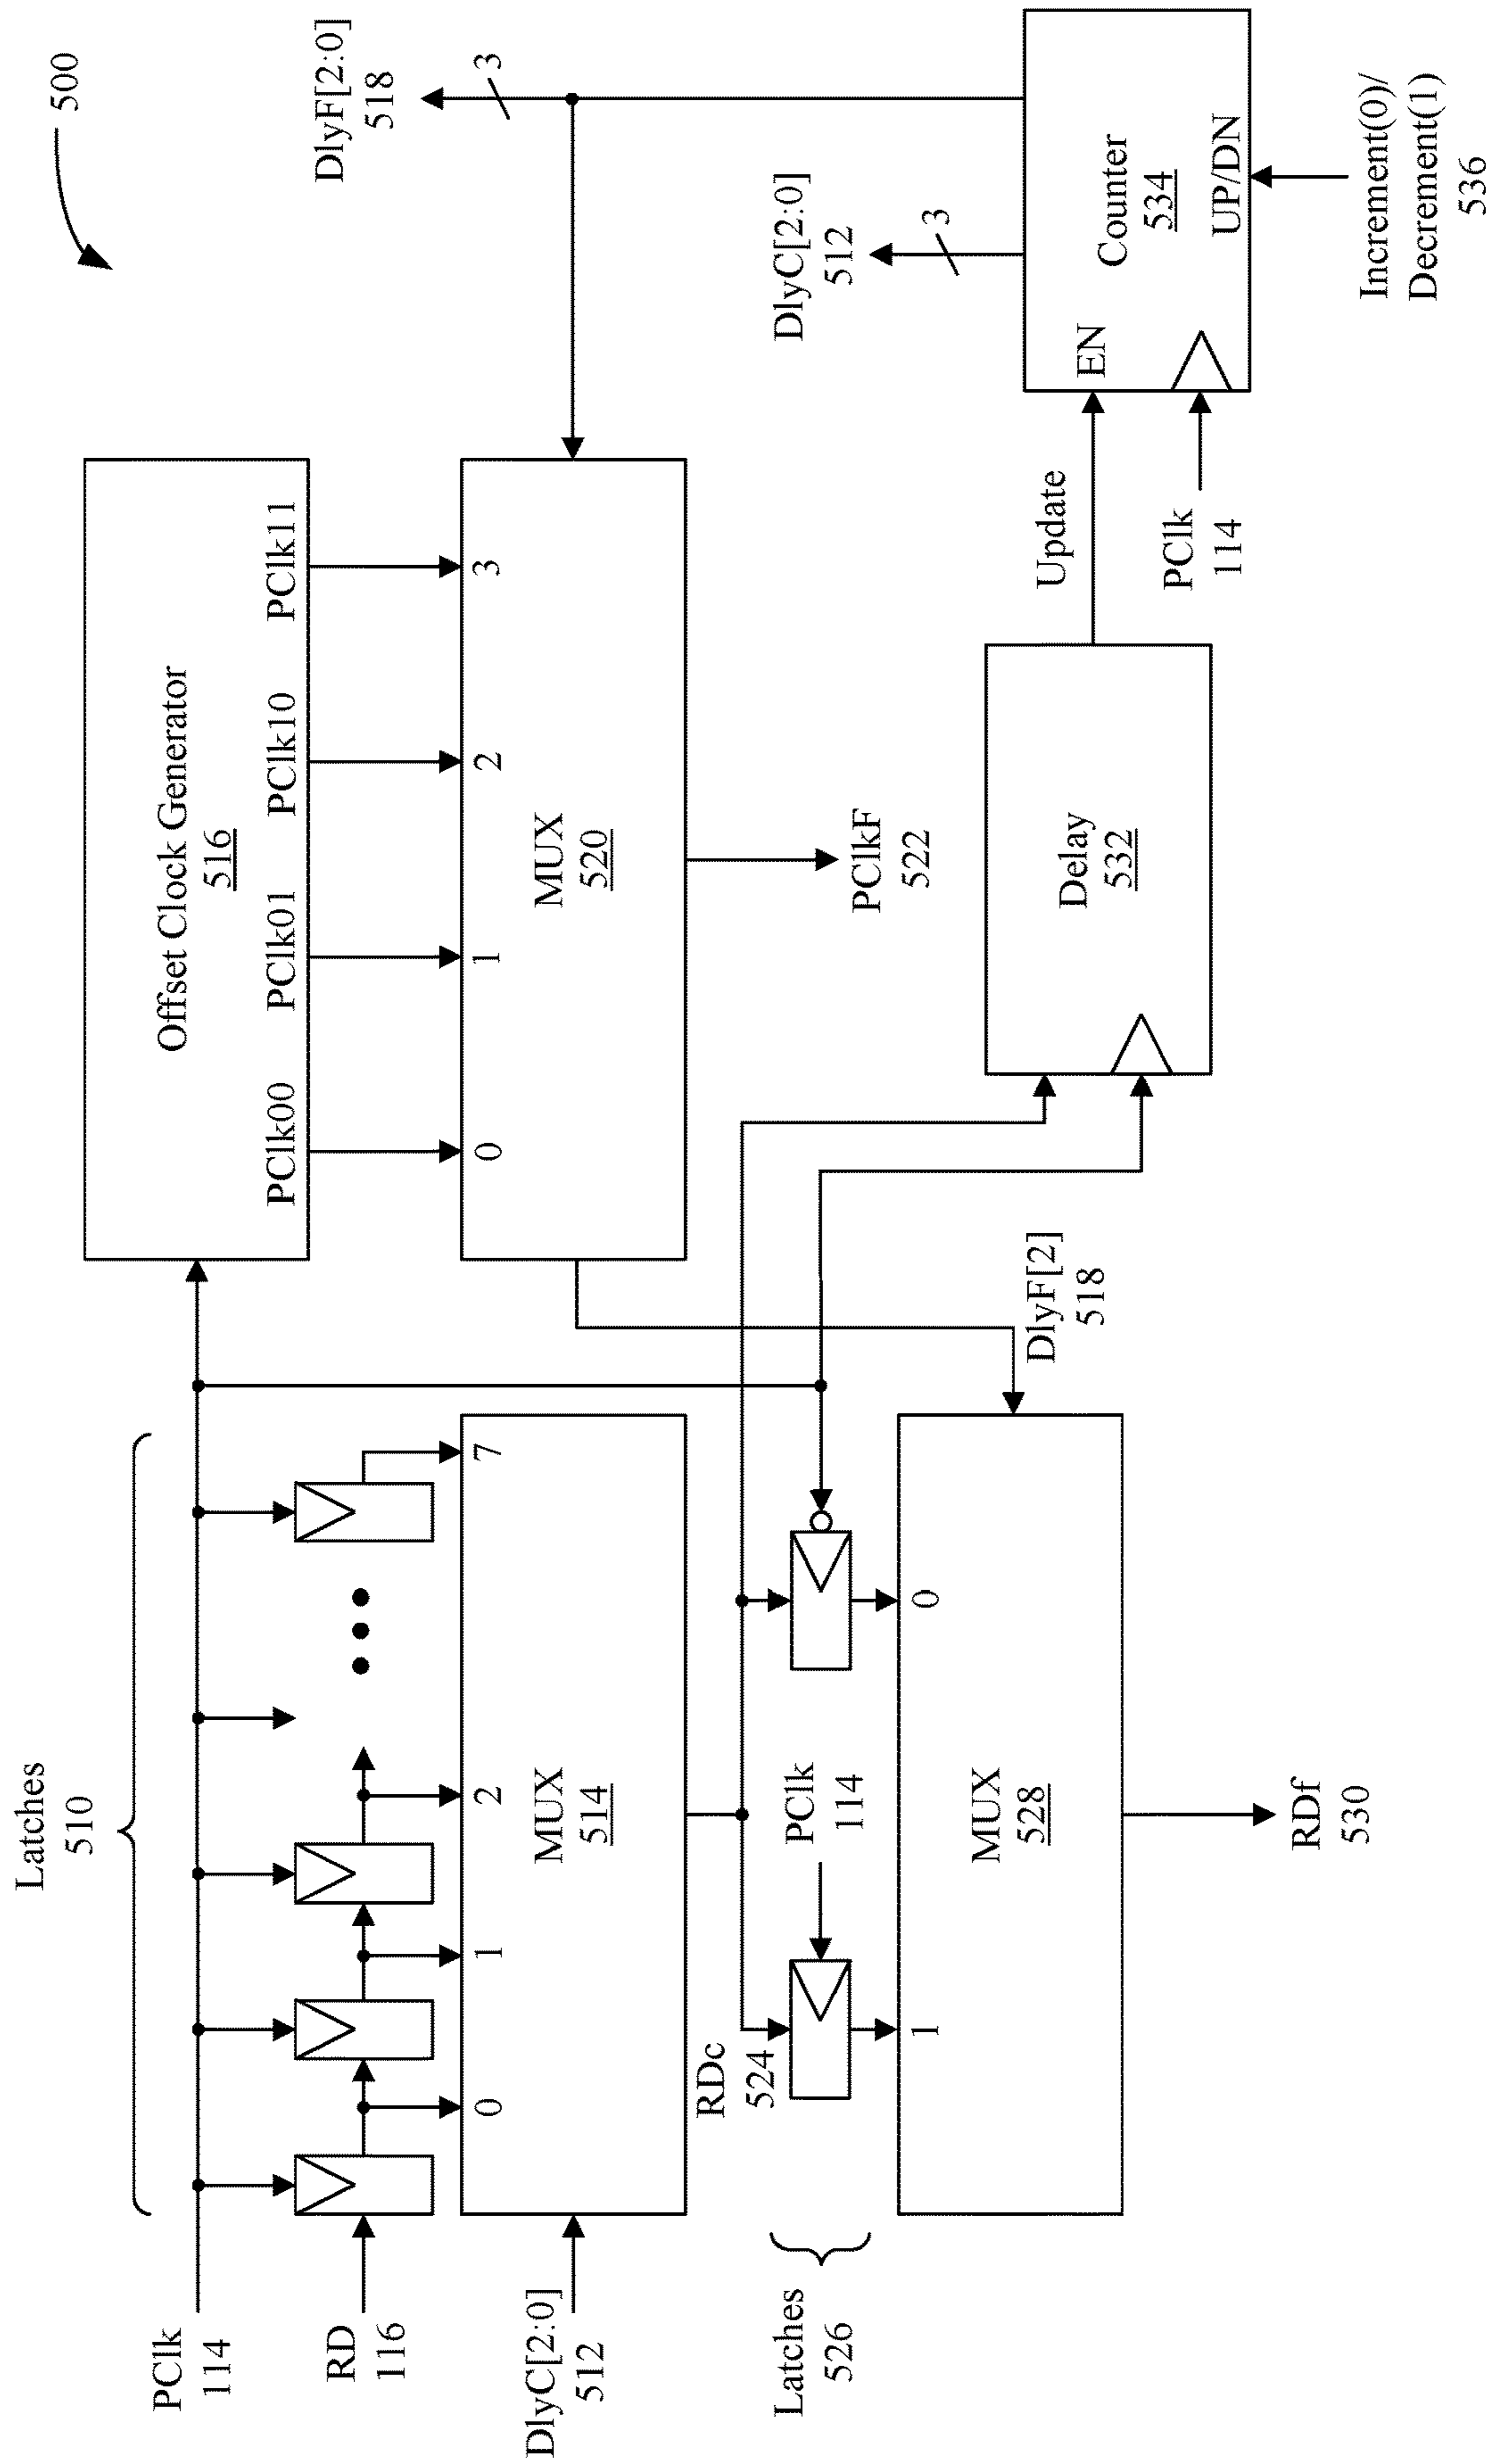 500
Latches
510
PClk
114
RD
116
DlyC[2:0]
512
0
1
2
7
MUX
514
Offset Clock Generator
516
PClk00
PClk01
PClk10
PClk11
0
1
2
3
MUX
520
DlyF[2:0]
518
3
PClkF
522
RDc
524
Latches
526
PClk
114
1
0
MUX
528
DlyF[2]
518
RDf
530
Delay
532
Update
PClk
114
DlyC[2:0]
512
3
EN
Counter
534
UP/DN
Increment(0)/
Decrement(1)
536